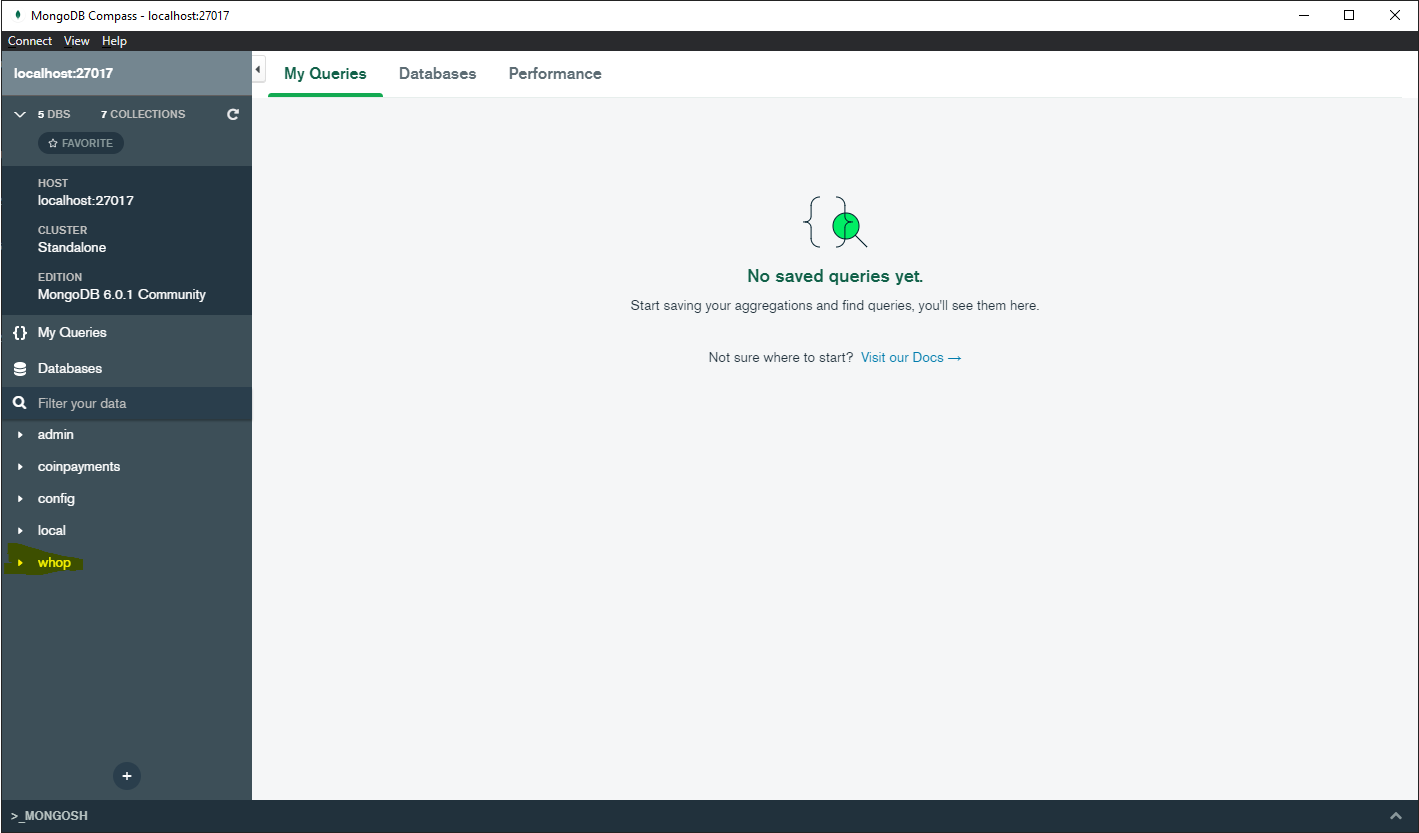 MongoDB Compass - localhost:27017
Connect View Help
localhost:27017
My Queries Databases Performance
5 DBS 7 COLLECTIONS
FAVORITE
HOST
localhost:27017
CLUSTER
Standalone
EDITION
MongoDB 6.0.1 Community
{} My Queries
Databases
Filter your data
admin
coinpayments
config
local
whop
+
No saved queries yet.
Start saving your aggregations and find queries, you'll see them here.
Not sure where to start? Visit our Docs →
>_MONGOSH